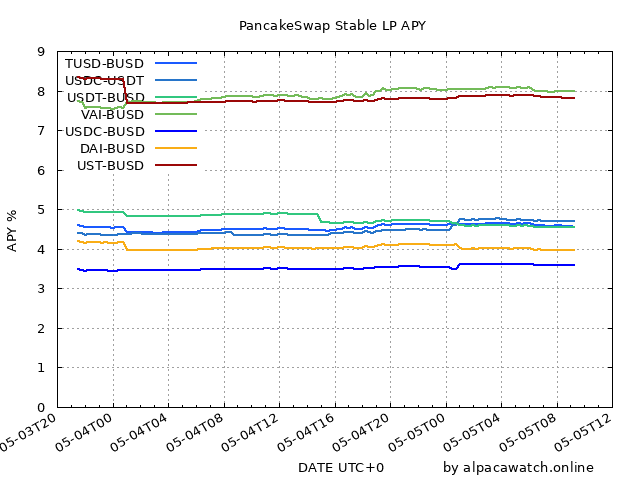 PancakeSwap Stable LP APY
9
8
7
6
5
4
3
2
1
0
APY %
TUSD-BUSD
USDC-USDT
USDT-BUSD
VAI-BUSD
USDC-BUSD
DAI-BUSD
UST-BUSD
05-03T20
05-04T00
05-04T04
05-04T08
05-04T12
05-04T16
05-04T20
05-05T00
05-05T04
05-05T08
05-05T12
DATE UTC+0
by alpacawatch.online